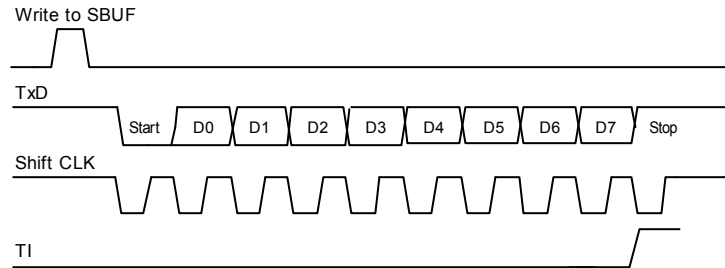 Write to SBUF
TxD
Start D0 D1 D2 D3 D4 D5 D6 D7 Stop
Shift CLK
TI